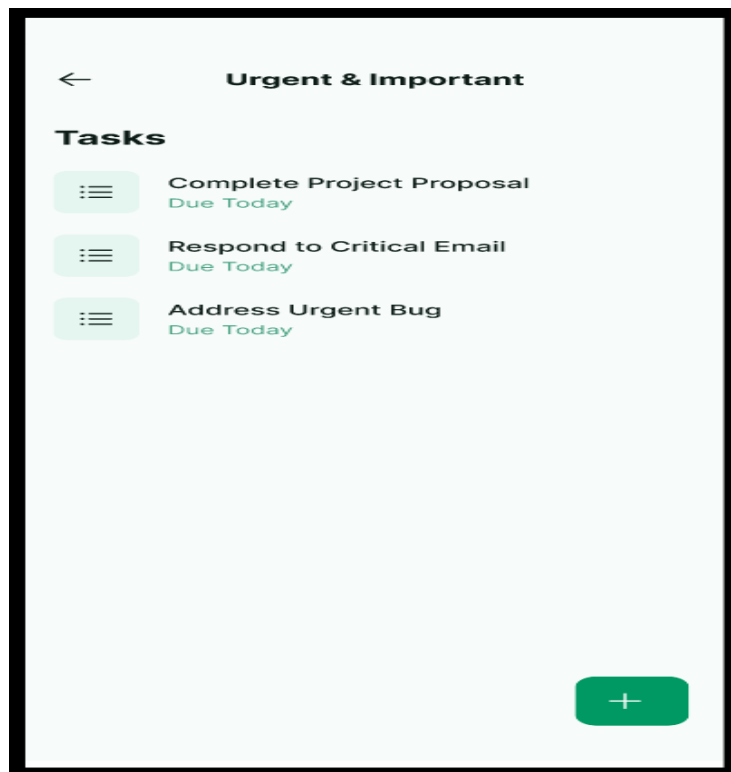 Urgent & Important
Tasks
Complete Project Proposal
Due Today
Respond to Critical Email
Due Today
Address Urgent Bug
Due Today